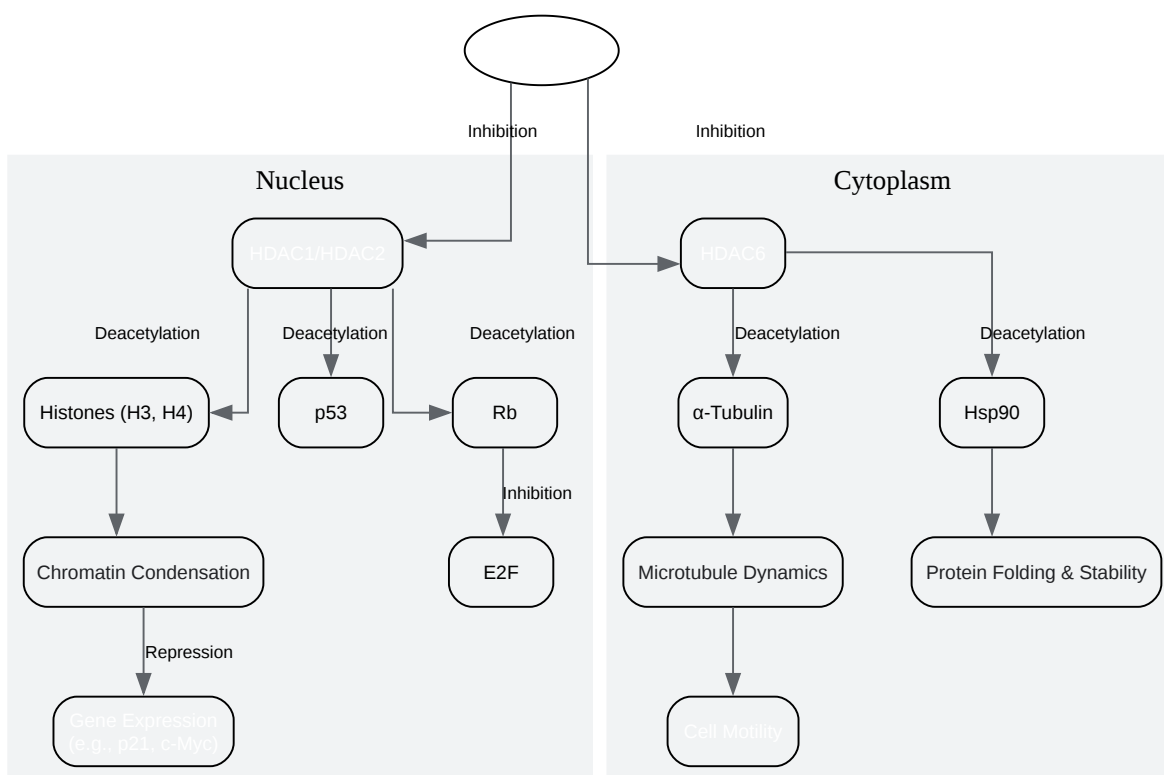 Inhibition
Inhibition
Nucleus
Cytoplasm
HDAC1/HDAC2
HDAC6
Deacetylation
Deacetylation
Deacetylation
Deacetylation
Deacetylation
Histones (H3, H4)
p53
Rb
α-Tubulin
Hsp90
Inhibition
Chromatin Condensation
E2F
Microtubule Dynamics
Protein Folding & Stability
Repression
Gene Expression
(e.g., p21, c-Myc)
Cell Motility